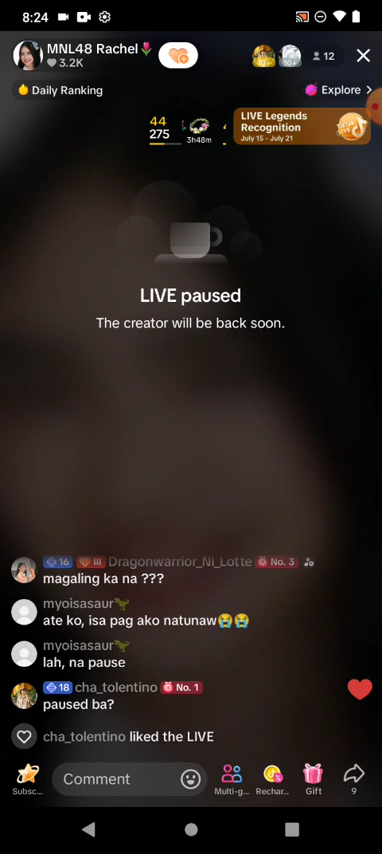 8:24
MNL48 Rachel🌷
3.2K
10+
10+
12
Daily Ranking
Explore
44
275
3h48m
LIVE Legends
Recognition
July 15 - July 21
LIVE paused
The creator will be back soon.
16 III Dragonwarrior_Ni_Lotte No. 3
magaling ka na ???
myoisasaur🦖
ate ko, isa pag ako natunaw😭😭
myoisasaur🦖
lah, na pause
18 cha_tolentino No. 1
paused ba?
cha_tolentino liked the LIVE
Comment
Subsc... Multi-g... Rechar... Gift 9